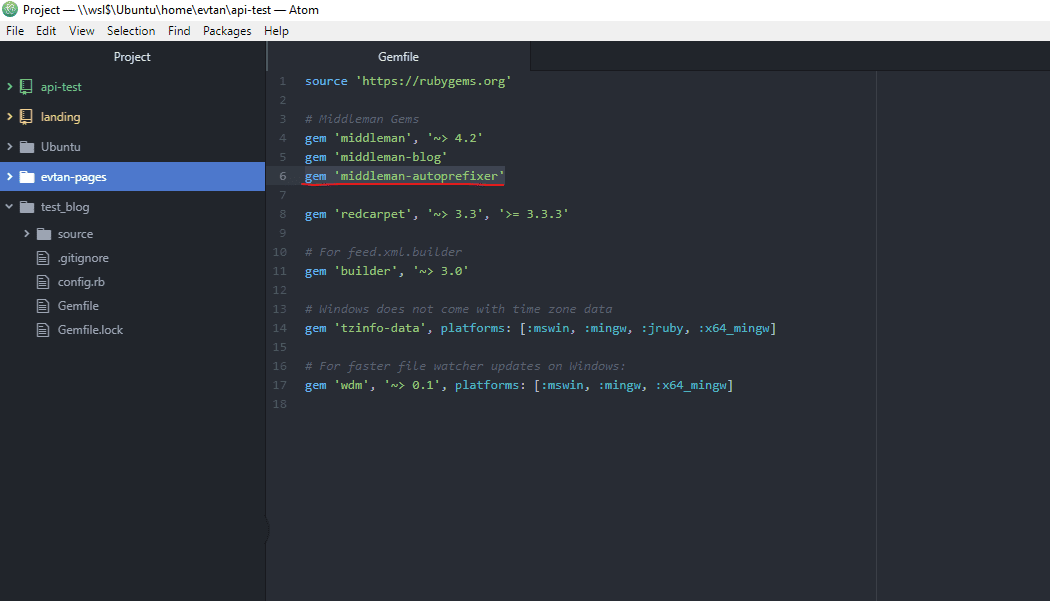 Project — \\wsl$\Ubuntu\home\evtan\api-test — Atom
File Edit View Selection Find Packages Help
Project
api-test
landing
Ubuntu
evtan-pages
test_blog
source
.gitignore
config.rb
Gemfile
Gemfile.lock
Gemfile
1 source 'https://rubygems.org'
2
3 # Middleman Gems
4 gem 'middleman', '~> 4.2'
5 gem 'middleman-blog'
6 gem 'middleman-autoprefixer'
7
8 gem 'redcarpet', '~> 3.3', '>= 3.3.3'
9
10 # For feed.xml.builder
11 gem 'builder', '~> 3.0'
12
13 # Windows does not come with time zone data
14 gem 'tzinfo-data', platforms: [:mswin, :mingw, :jruby, :x64_mingw]
15
16 # For faster file watcher updates on Windows:
17 gem 'wdm', '~> 0.1', platforms: [:mswin, :mingw, :x64_mingw]
18